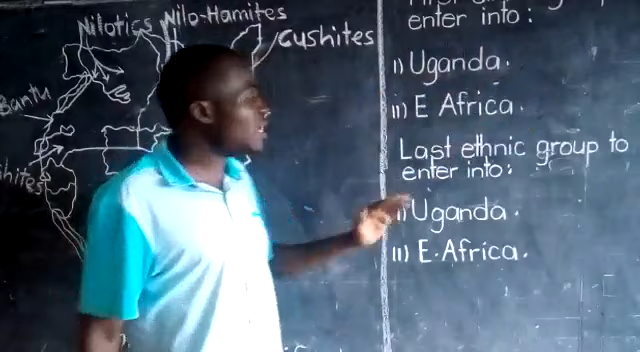 Nilotics
Nilo-Hamites
Cushites
Bantu
enter into:
i) Uganda.
ii) E Africa.
Last ethnic group to
enter into:
i) Uganda.
ii) E. Africa.